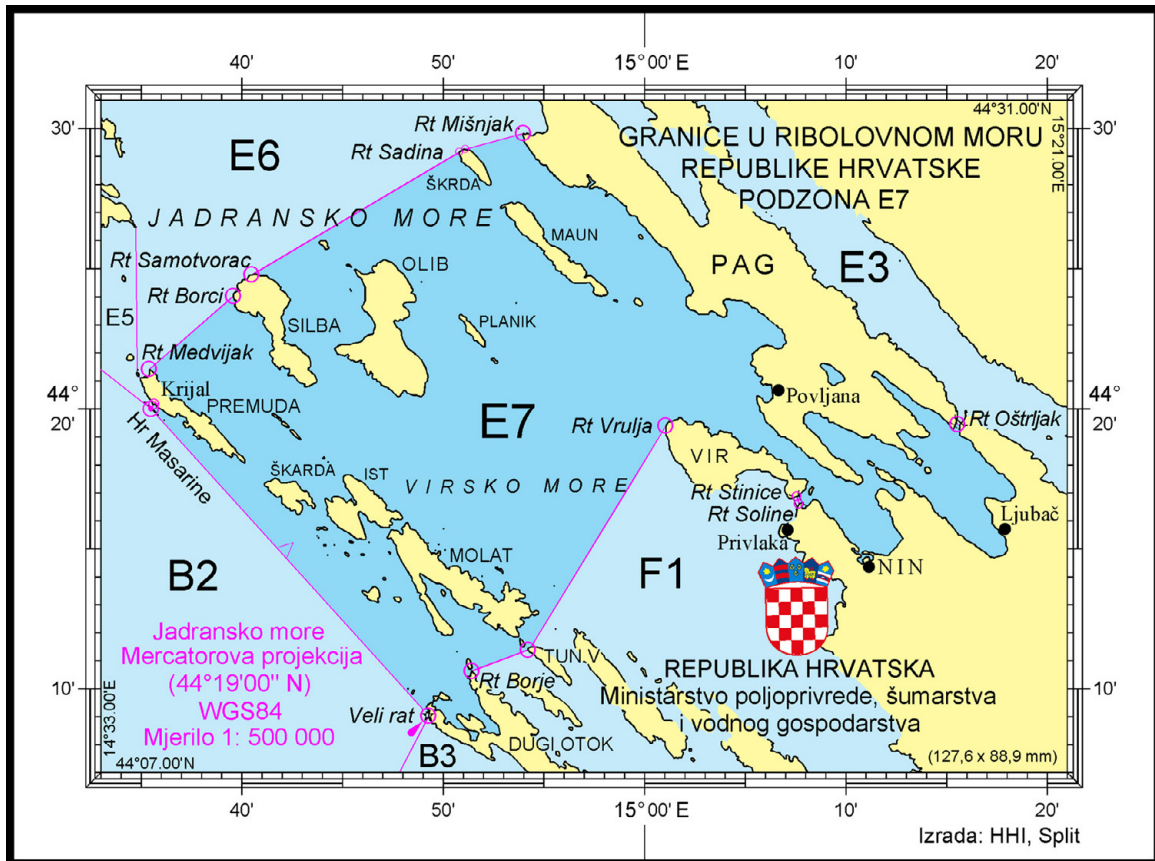 40'
50'
15°00' E
10'
20'
44°31.00'N
15°21.00'E
30'
30'
Rt Mišnjak
GRANICE U RIBOLOVNOM MORU
REPUBLIKE HRVATSKE
PODZONA E7
E6
Rt Sadina
ŠKRDA
JADRANSKO MORE
MAUN
Rt Samotvorac
OLIB
PAG
E3
Rt Borci
E5
SILBA
PLANIK
Rt Medvijak
Krijal
PREMUDA
Povljana
44°
20'
44°
20'
Hr Masarine
E7
Rt Vrulja
Rt Oštrljak
VIR
ŠKARDA
IST
VIRSKO MORE
Rt Stinice
Rt Soline
Ljubač
Privlaka
MOLAT
B2
F1
NIN
Jadransko more
Mercatorova projekcija
(44°19'00" N)
WGS84
Mjerilo 1: 500 000
TUN.V
REPUBLIKA HRVATSKA
Ministarstvo poljoprivrede, šumarstva
i vodnog gospodarstva
10'
10'
Rt Borje
Veli rat
DUGI OTOK
B3
14°33.00'E
44°07.00'N
(127,6 x 88,9 mm)
40'
50'
15°00' E
10'
20'
Izrada: HHI, Split